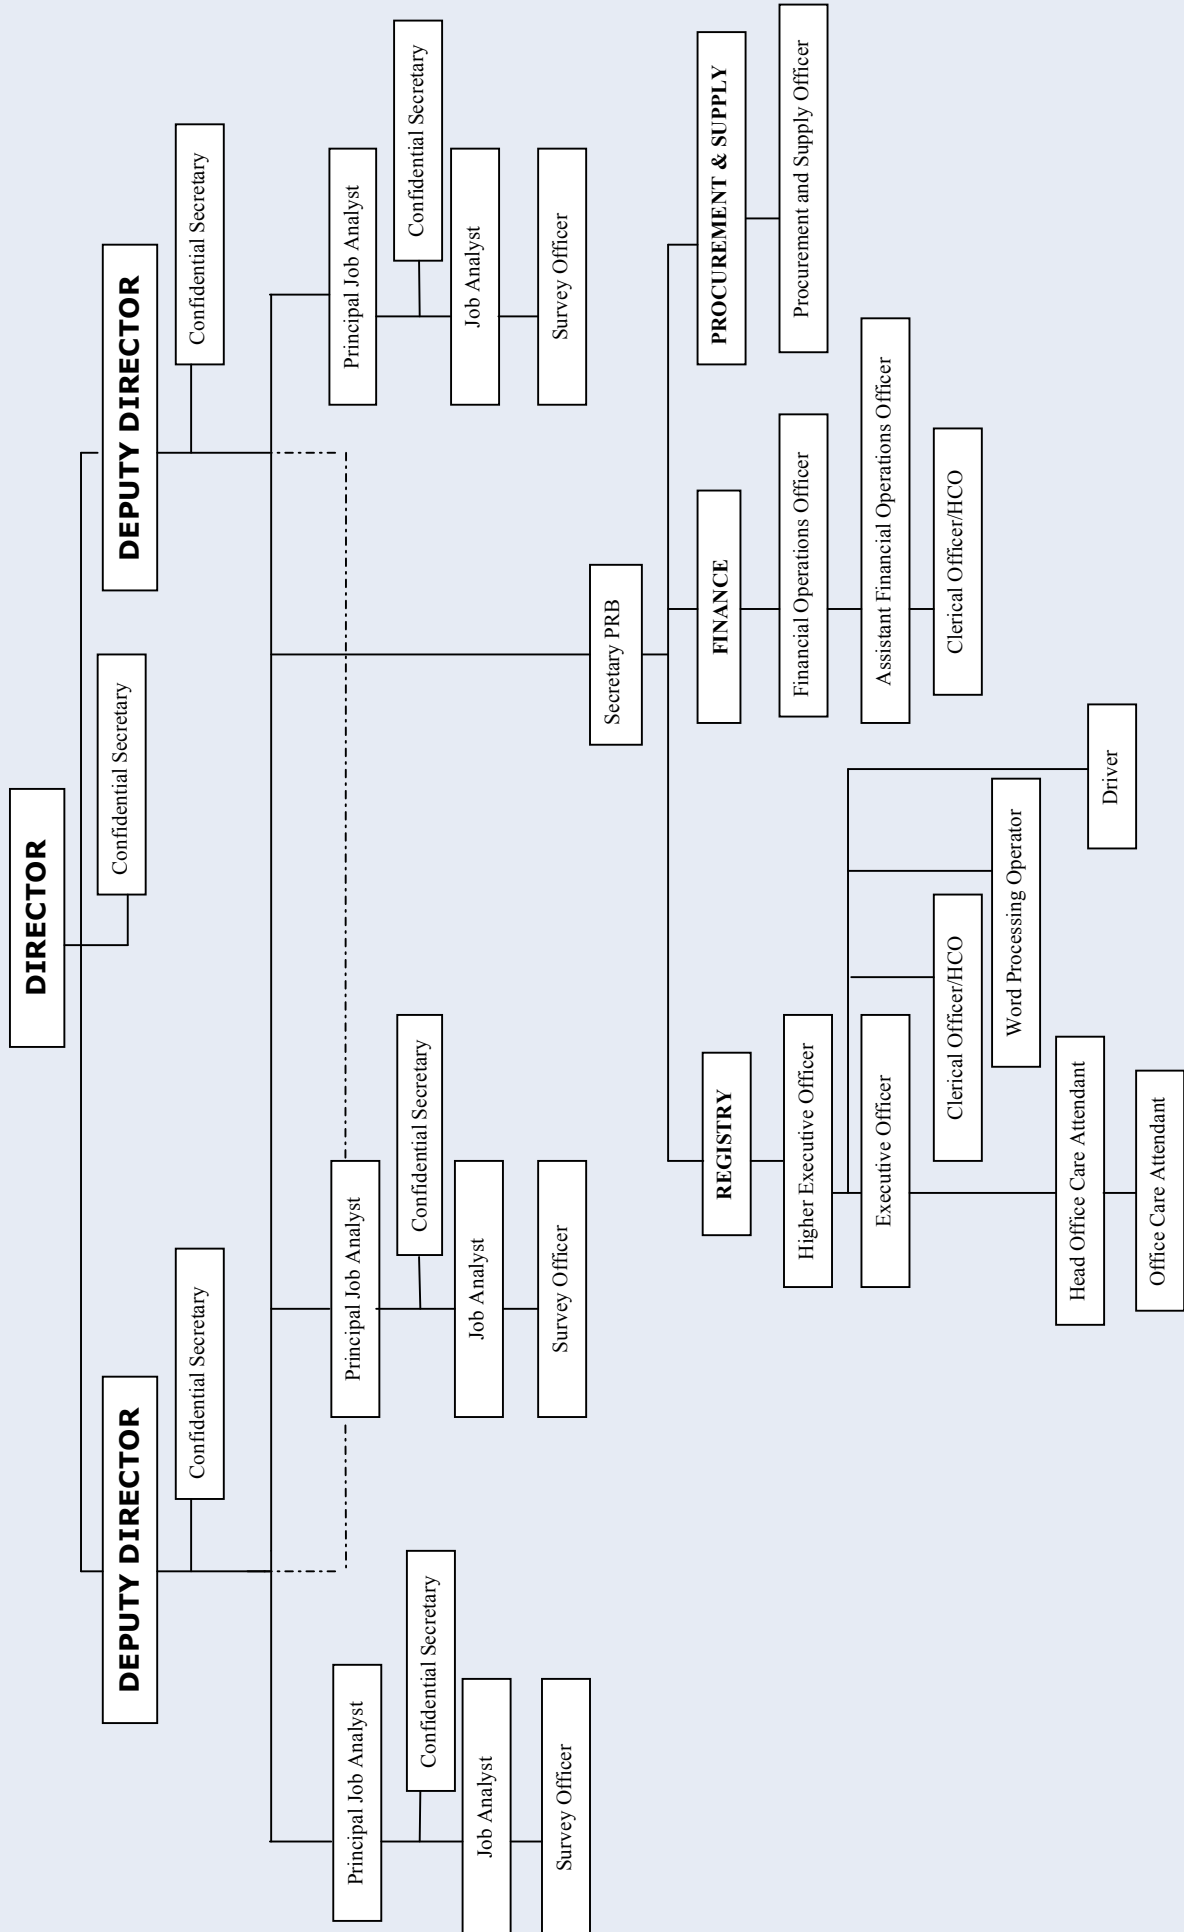 DIRECTOR
Confidential Secretary
DEPUTY DIRECTOR
DEPUTY DIRECTOR
Confidential Secretary
Confidential Secretary
Principal Job Analyst
Confidential Secretary
Job Analyst
Survey Officer
Principal Job Analyst
Confidential Secretary
Job Analyst
Survey Officer
Principal Job Analyst
Confidential Secretary
Job Analyst
Survey Officer
Secretary PRB
REGISTRY
Higher Executive Officer
Executive Officer
Clerical Officer/HCO
Word Processing Operator
Driver
Head Office Care Attendant
Office Care Attendant
FINANCE
Financial Operations Officer
Assistant Financial Operations Officer
Clerical Officer/HCO
PROCUREMENT & SUPPLY
Procurement and Supply Officer